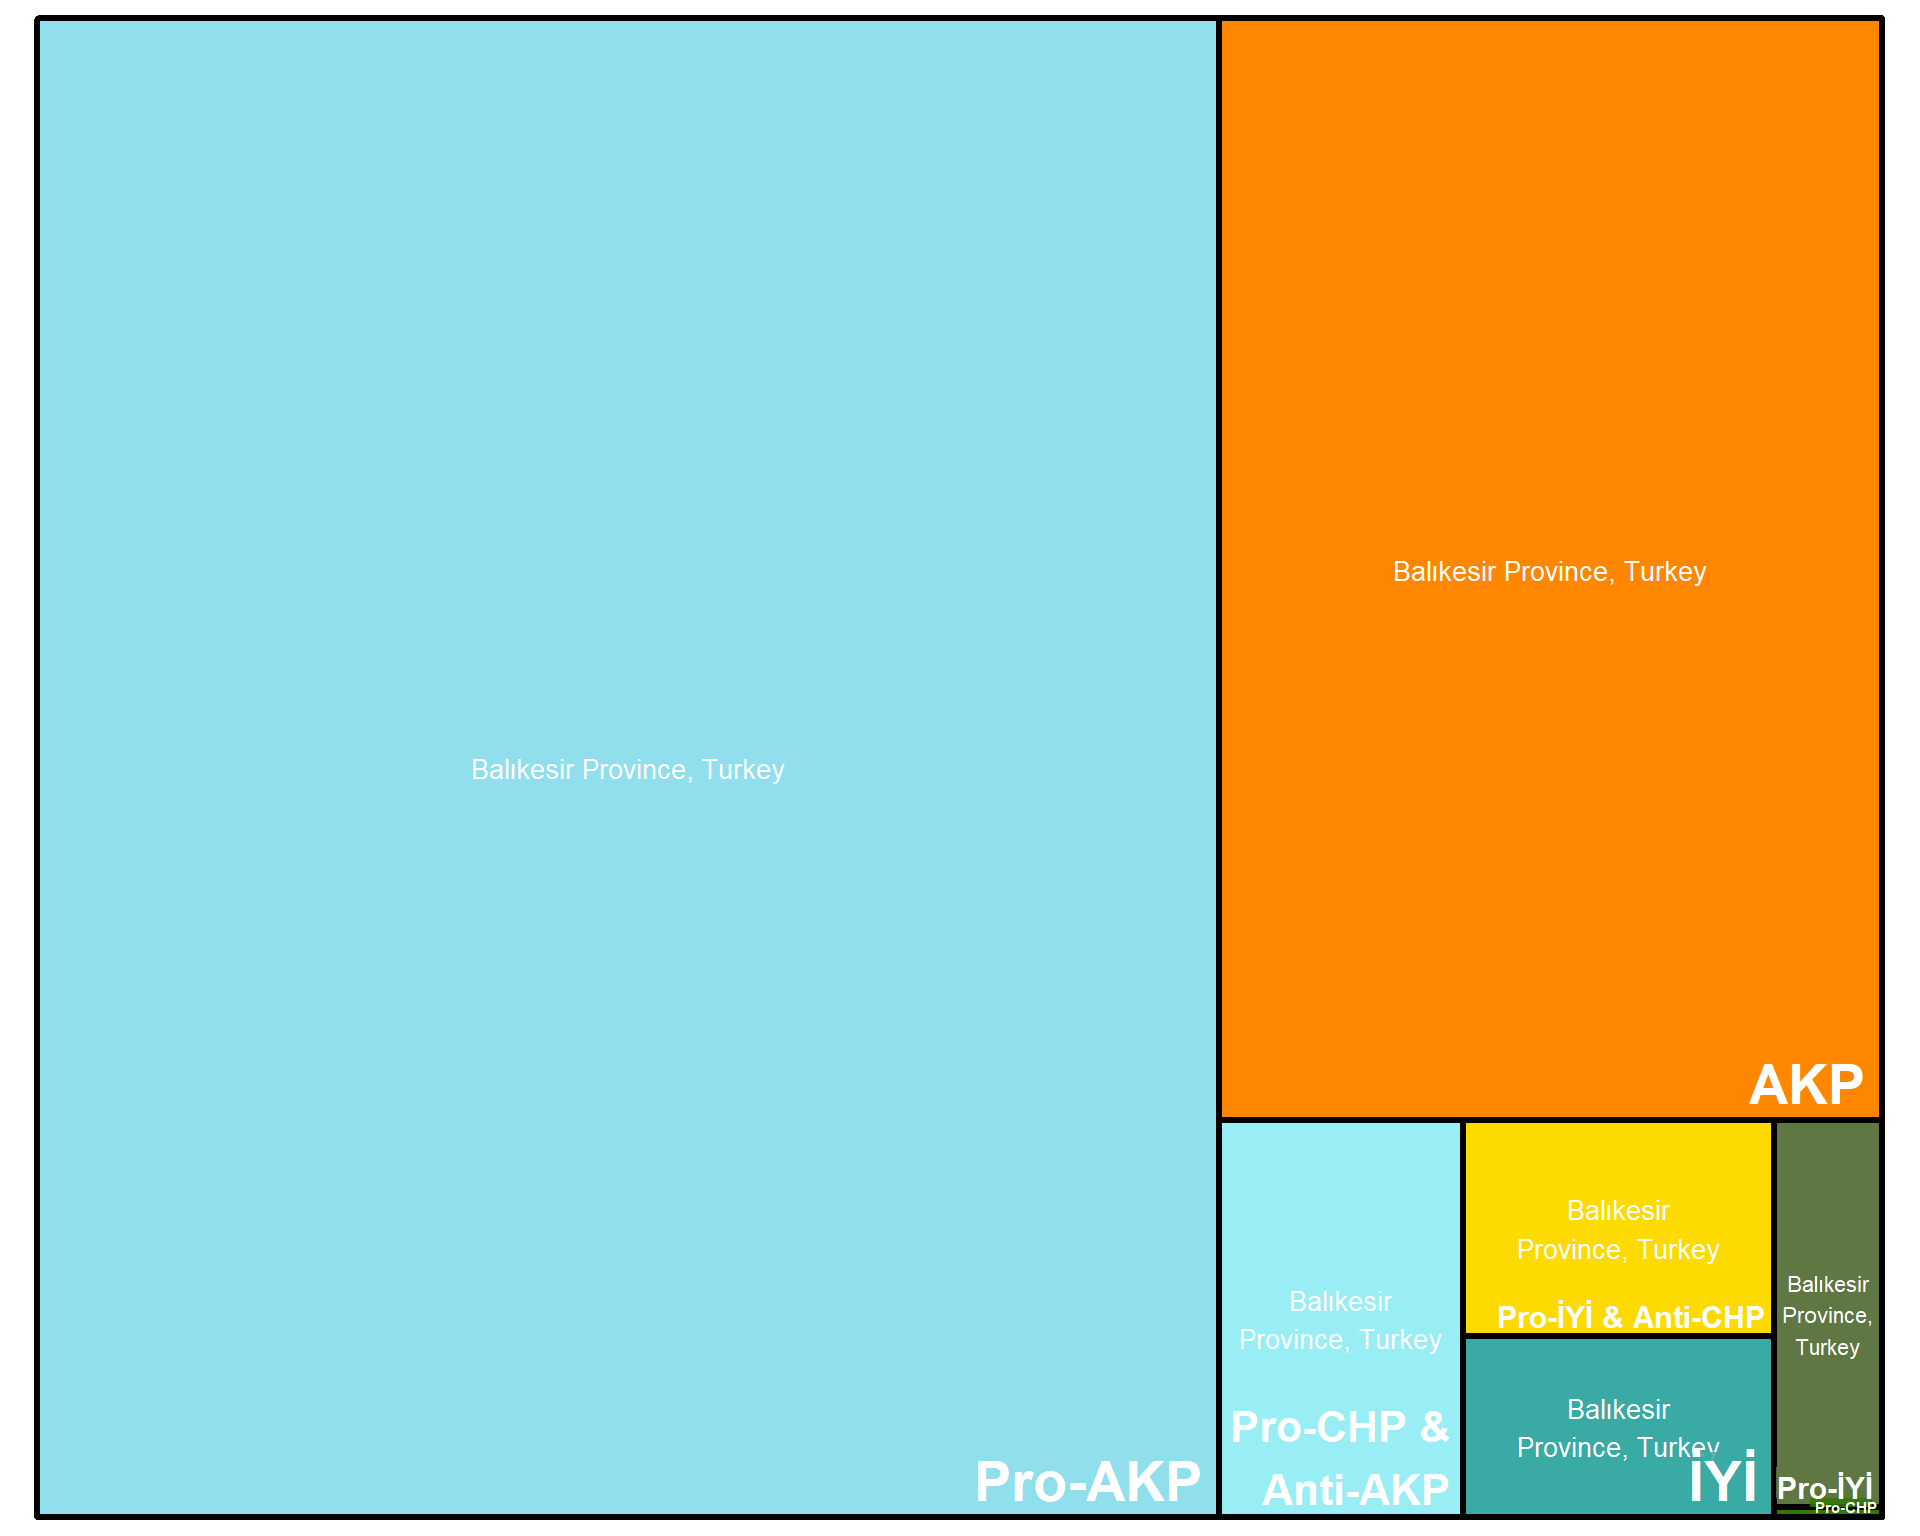 Balıkesir Province, Turkey
Pro-AKP
Balıkesir Province, Turkey
AKP
Balıkesir
Province, Turkey
Pro-CHP &
Anti-AKP
Balıkesir
Province, Turkey
Pro-İYİ & Anti-CHP
Balıkesir
Province, Turkey
İYİ
Balıkesir
Province,
Turkey
Pro-İYİ
Pro-CHP